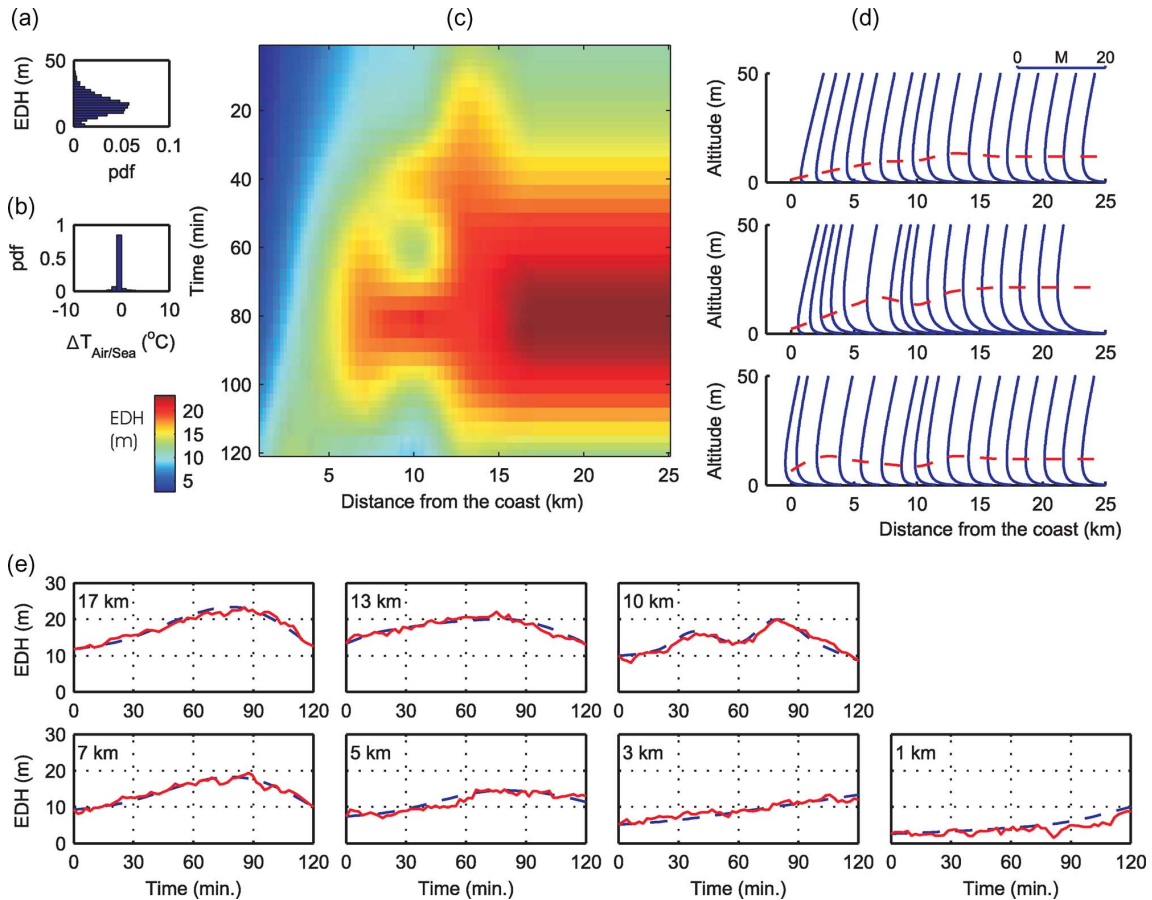 (a)
EDH (m)
50
0
0 0.05 0.1
pdf
(b)
pdf
1
0.5
0
-10 0 10
ΔT_Air/Sea (°C)
EDH
(m)
20
15
10
5
(c)
Time (min)
20
40
60
80
100
120
5 10 15 20 25
Distance from the coast (km)
(d)
0 M 20
Altitude (m)
50
0
0 5 10 15 20 25
Altitude (m)
50
0
0 5 10 15 20 25
Altitude (m)
50
0
0 5 10 15 20 25
Distance from the coast (km)
(e)
EDH (m)
30
20
10
0
17 km
0 30 60 90 120
13 km
0 30 60 90 120
10 km
0 30 60 90 120
EDH (m)
30
20
10
0
7 km
0 30 60 90 120
Time (min.)
5 km
0 30 60 90 120
Time (min.)
3 km
0 30 60 90 120
Time (min.)
1 km
0 30 60 90 120
Time (min.)